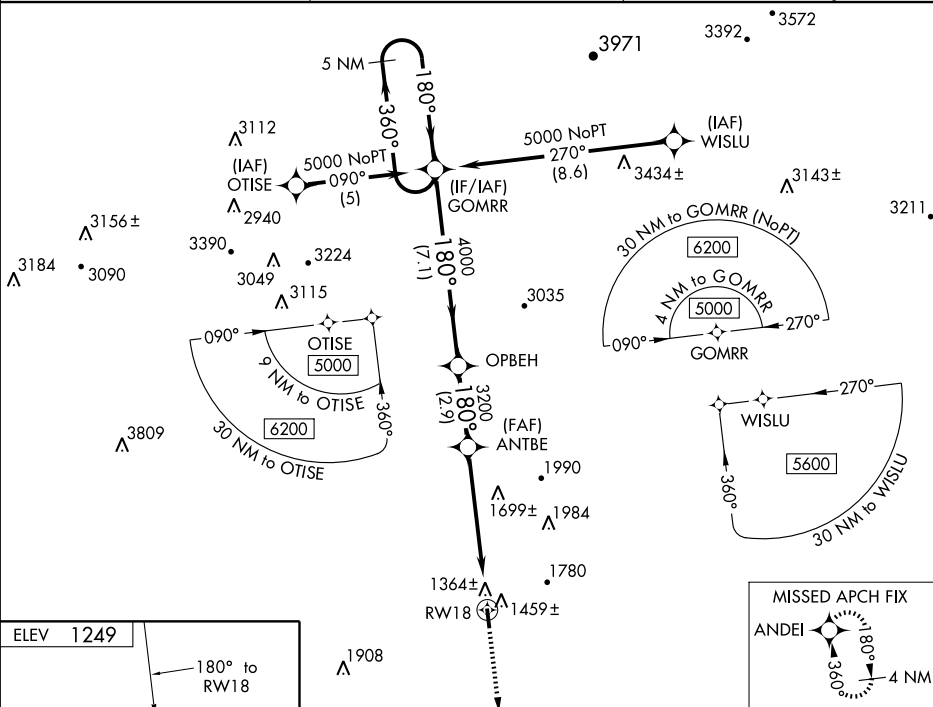 3572
3392
3971
5 NM
180°
360°
3112
(IAF)
OTISE
5000 NoPT
090°
(5)
2940
(IF/IAF)
GOMRR
5000 NoPT
270°
(8.6)
(IAF)
WISLU
3434±
3143±
3211
3156±
3090
3184
3390
3049
3224
3115
4000
180°
(7.1)
3035
30 NM to GOMRR (NoPT)
6200
4 NM to GOMRR
5000
090°
270°
GOMRR
090°
OTISE
5000
9 NM to OTISE
360°
6200
30 NM to OTISE
OPBEH
3200
180°
(2.9)
(FAF)
ANTBE
270°
WISLU
5600
360°
30 NM to WISLU
3809
1990
1699±
1984
1780
1364±
RW18
1459±
1908
ELEV 1249
180° to
RW18
MISSED APCH FIX
ANDEI
180°
360°
4 NM